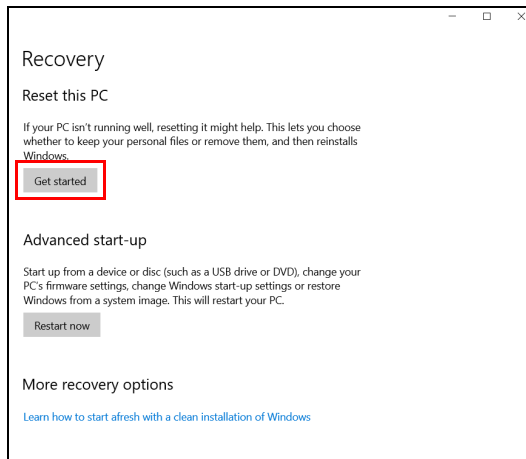 Recovery
Reset this PC
If your PC isn't running well, resetting it might help. This lets you choose
whether to keep your personal files or remove them, and then reinstalls
Windows.
Get started
Advanced start-up
Start up from a device or disc (such as a USB drive or DVD), change your
PC's firmware settings, change Windows start-up settings or restore
Windows from a system image. This will restart your PC.
Restart now
More recovery options
Learn how to start afresh with a clean installation of Windows